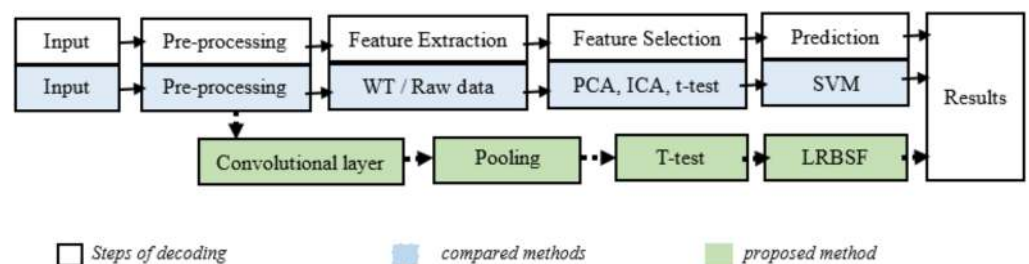 Input Pre-processing Feature Extraction Feature Selection Prediction
Input Pre-processing WT / Raw data PCA, ICA, t-test SVM
Results
Convolutional layer Pooling T-test LRBSF
Steps of decoding compared methods proposed method